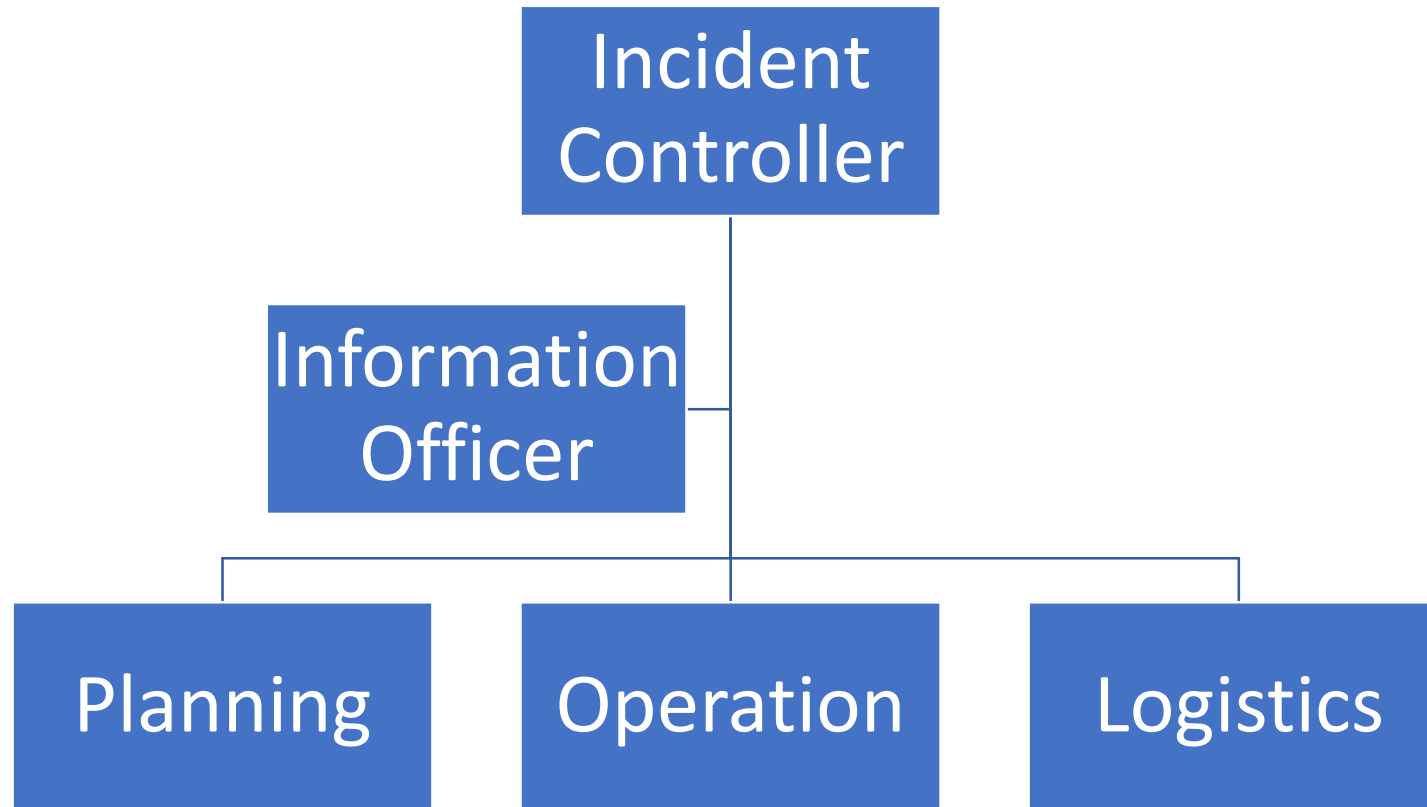 Incident
Controller
Information
Officer
Planning
Operation
Logistics